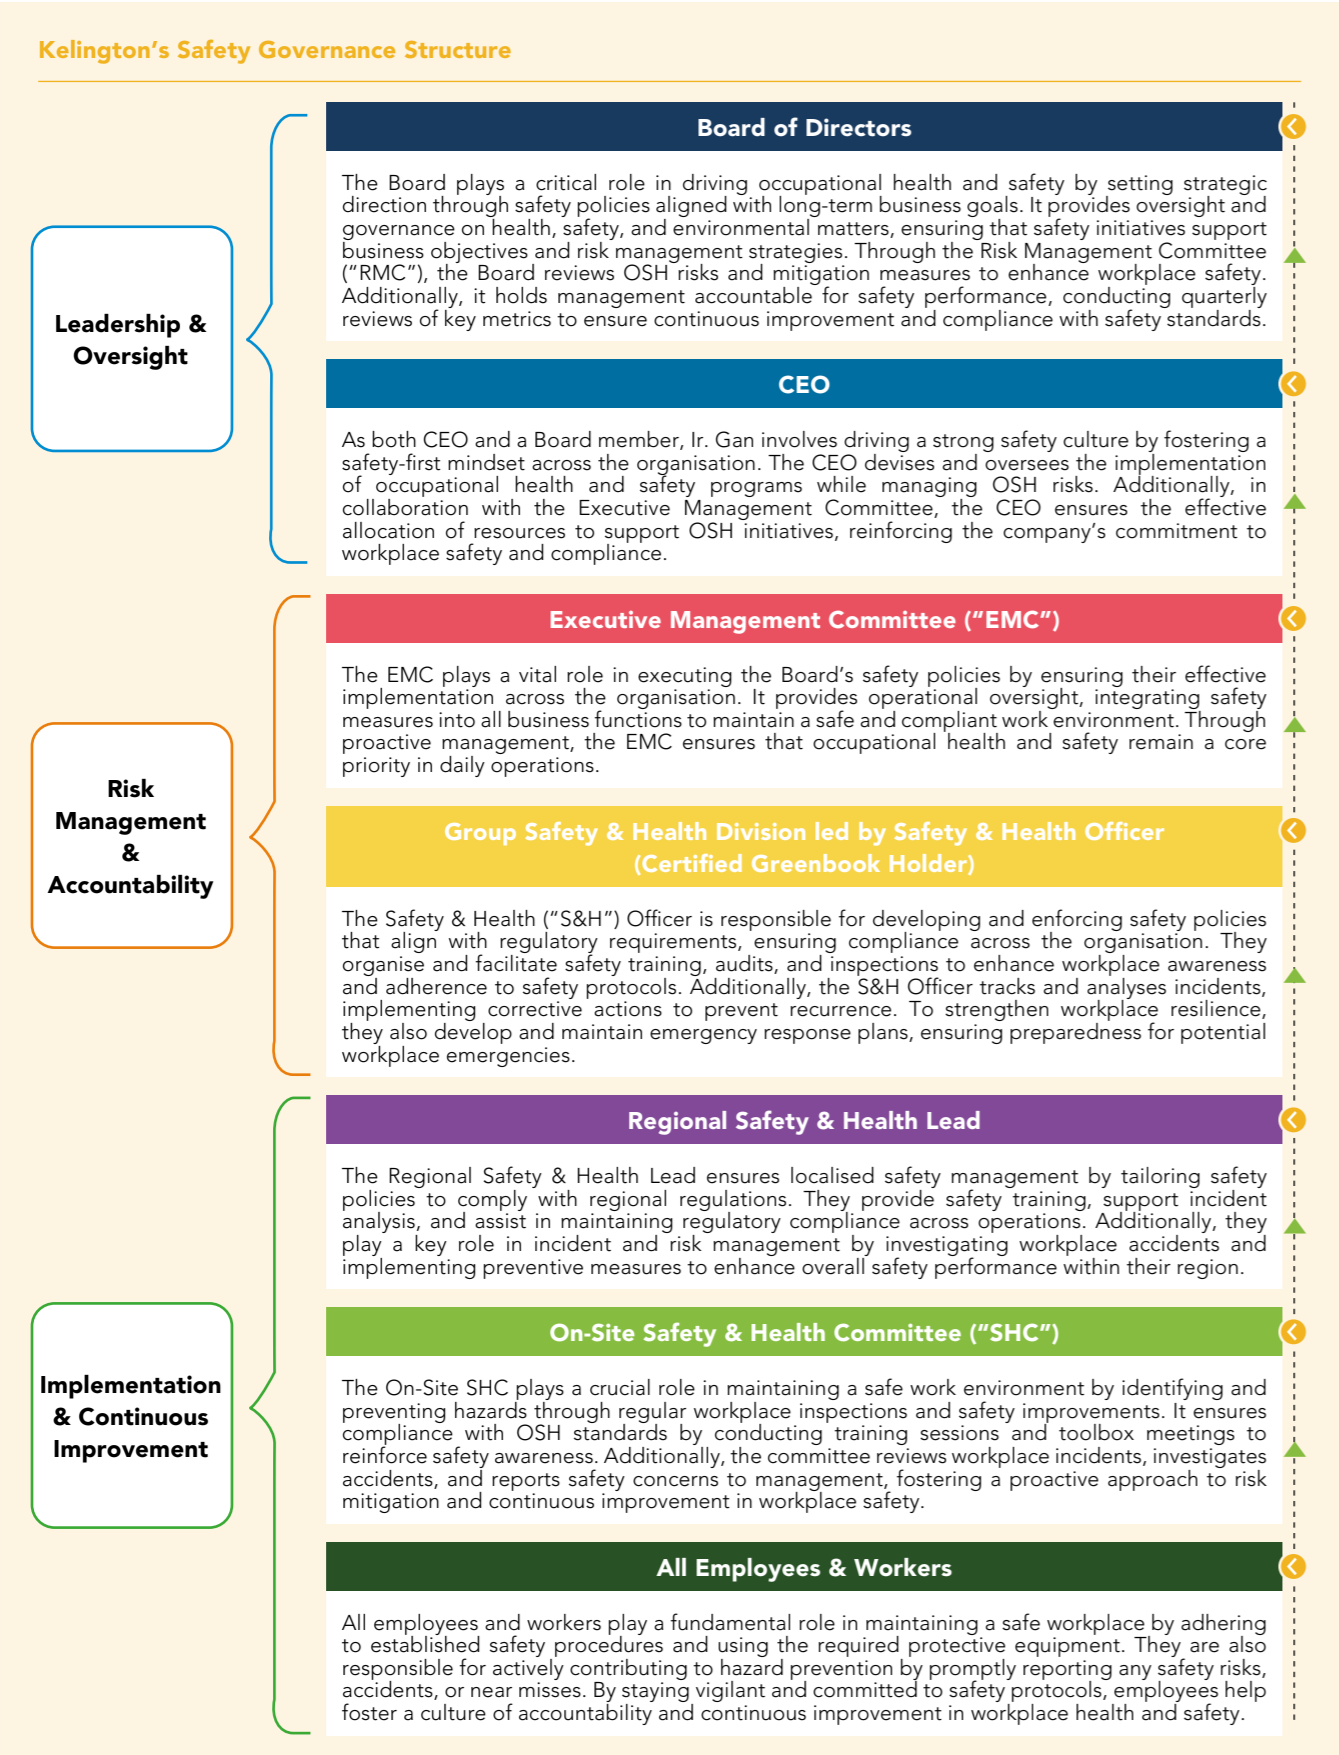 Kelington's Safety Governance Structure
Leadership &
Oversight
Board of Directors
The Board plays a critical role in driving occupational health and safety by setting strategic
direction through safety policies aligned with long-term business goals. It provides oversight and
governance on health, safety, and environmental matters, ensuring that safety initiatives support
business objectives and risk management strategies. Through the Risk Management Committee
(“RMC”), the Board reviews OSH risks and mitigation measures to enhance workplace safety.
Additionally, it holds management accountable for safety performance, conducting quarterly
reviews of key metrics to ensure continuous improvement and compliance with safety standards.
CEO
As both CEO and a Board member, Ir. Gan involves driving a strong safety culture by fostering a
safety-first mindset across the organisation. The CEO devises and oversees the implementation
of occupational health and safety programs while managing OSH risks. Additionally, in
collaboration with the Executive Management Committee, the CEO ensures the effective
allocation of resources to support OSH initiatives, reinforcing the company’s commitment to
workplace safety and compliance.
Risk
Management
&
Accountability
Executive Management Committee (“EMC”)
The EMC plays a vital role in executing the Board’s safety policies by ensuring their effective
implementation across the organisation. It provides operational oversight, integrating safety
measures into all business functions to maintain a safe and compliant work environment. Through
proactive management, the EMC ensures that occupational health and safety remain a core
priority in daily operations.
Group Safety & Health Division led by Safety & Health Officer
(Certified Greenbook Holder)
The Safety & Health (“S&H”) Officer is responsible for developing and enforcing safety policies
that align with regulatory requirements, ensuring compliance across the organisation. They
organise and facilitate safety training, audits, and inspections to enhance workplace awareness
and adherence to safety protocols. Additionally, the S&H Officer tracks and analyses incidents,
implementing corrective actions to prevent recurrence. To strengthen workplace resilience,
they also develop and maintain emergency response plans, ensuring preparedness for potential
workplace emergencies.
Implementation
& Continuous
Improvement
Regional Safety & Health Lead
The Regional Safety & Health Lead ensures localised safety management by tailoring safety
policies to comply with regional regulations. They provide safety training, support incident
analysis, and assist in maintaining regulatory compliance across operations. Additionally, they
play a key role in incident and risk management by investigating workplace accidents and
implementing preventive measures to enhance overall safety performance within their region.
On-Site Safety & Health Committee (“SHC”)
The On-Site SHC plays a crucial role in maintaining a safe work environment by identifying and
preventing hazards through regular workplace inspections and safety improvements. It ensures
compliance with OSH standards by conducting training sessions and toolbox meetings to
reinforce safety awareness. Additionally, the committee reviews workplace incidents, investigates
accidents, and reports safety concerns to management, fostering a proactive approach to risk
mitigation and continuous improvement in workplace safety.
All Employees & Workers
All employees and workers play a fundamental role in maintaining a safe workplace by adhering
to established safety procedures and using the required protective equipment. They are also
responsible for actively contributing to hazard prevention by promptly reporting any safety risks,
accidents, or near misses. By staying vigilant and committed to safety protocols, employees help
foster a culture of accountability and continuous improvement in workplace health and safety.